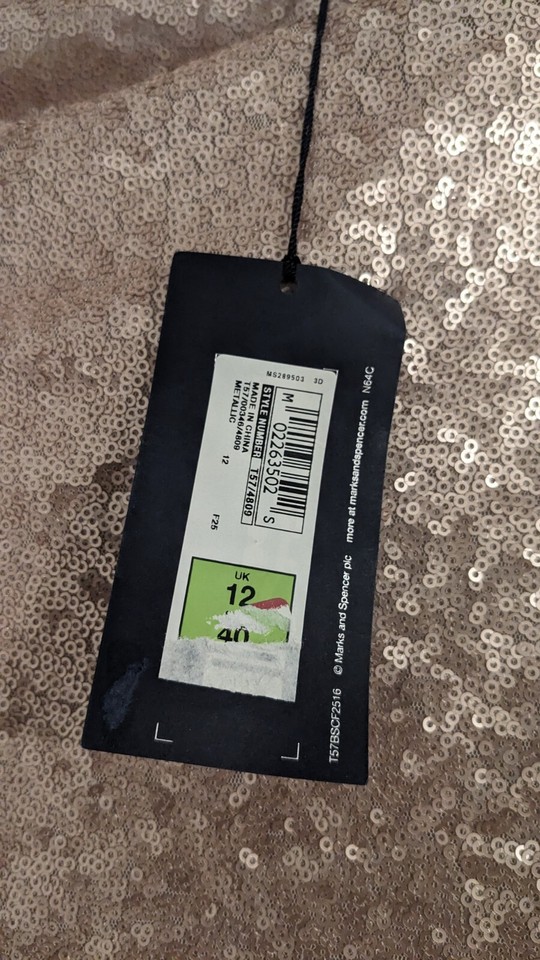 MS289503 3D
M 02263502 S
STYLE NUMBER T57/4809
MADE IN CHINA
T57/00346/4809
METALLIC 12
F25
UK
12
40
T57BSCF2516 © Marks and Spencer plc more at marksandspencer.com N64C